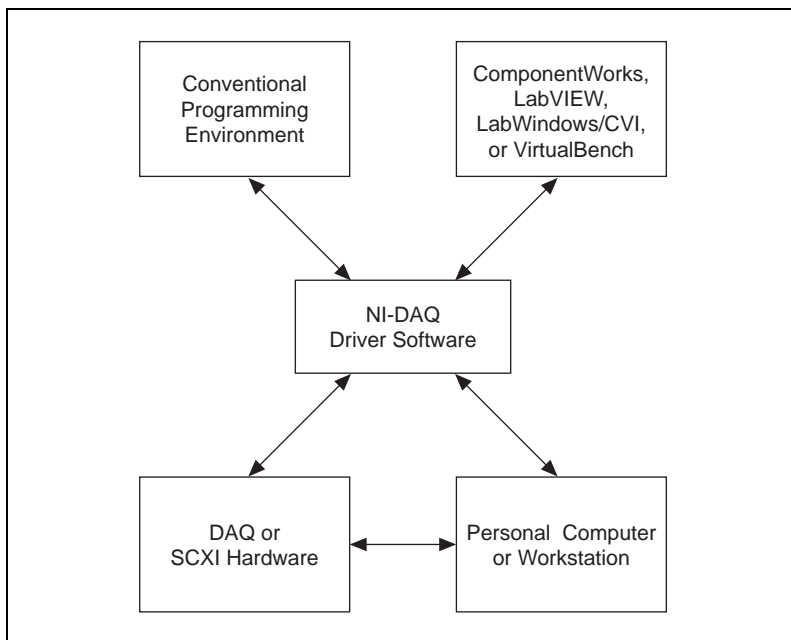 Conventional
Programming
Environment
ComponentWorks,
LabVIEW,
LabWindows/CVI,
or VirtualBench
NI-DAQ
Driver Software
DAQ or
SCXI Hardware
Personal Computer
or Workstation